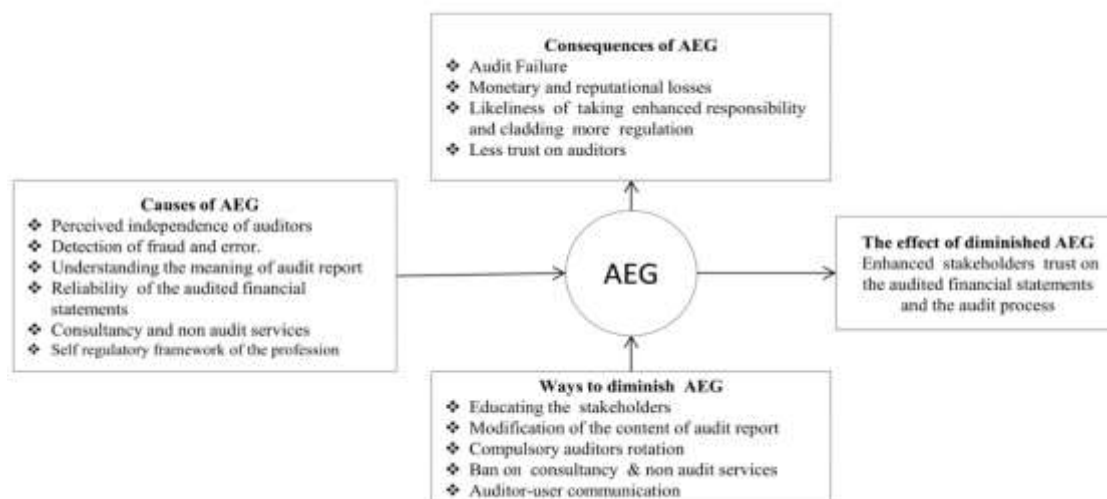 Consequences of AEG
❖ Audit Failure
❖ Monetary and reputational losses
❖ Likeliness of taking enhanced responsibility
and cladding more regulation
❖ Less trust on auditors
Causes of AEG
❖ Perceived independence of auditors
❖ Detection of fraud and error.
❖ Understanding the meaning of audit report
❖ Reliability of the audited financial
statements
❖ Consultancy and non audit services
❖ Self regulatory framework of the profession
AEG
The effect of diminished AEG
Enhanced stakeholders trust on
the audited financial statements
and the audit process
Ways to diminish AEG
❖ Educating the stakeholders
❖ Modification of the content of audit report
❖ Compulsory auditors rotation
❖ Ban on consultancy & non audit services
❖ Auditor-user communication